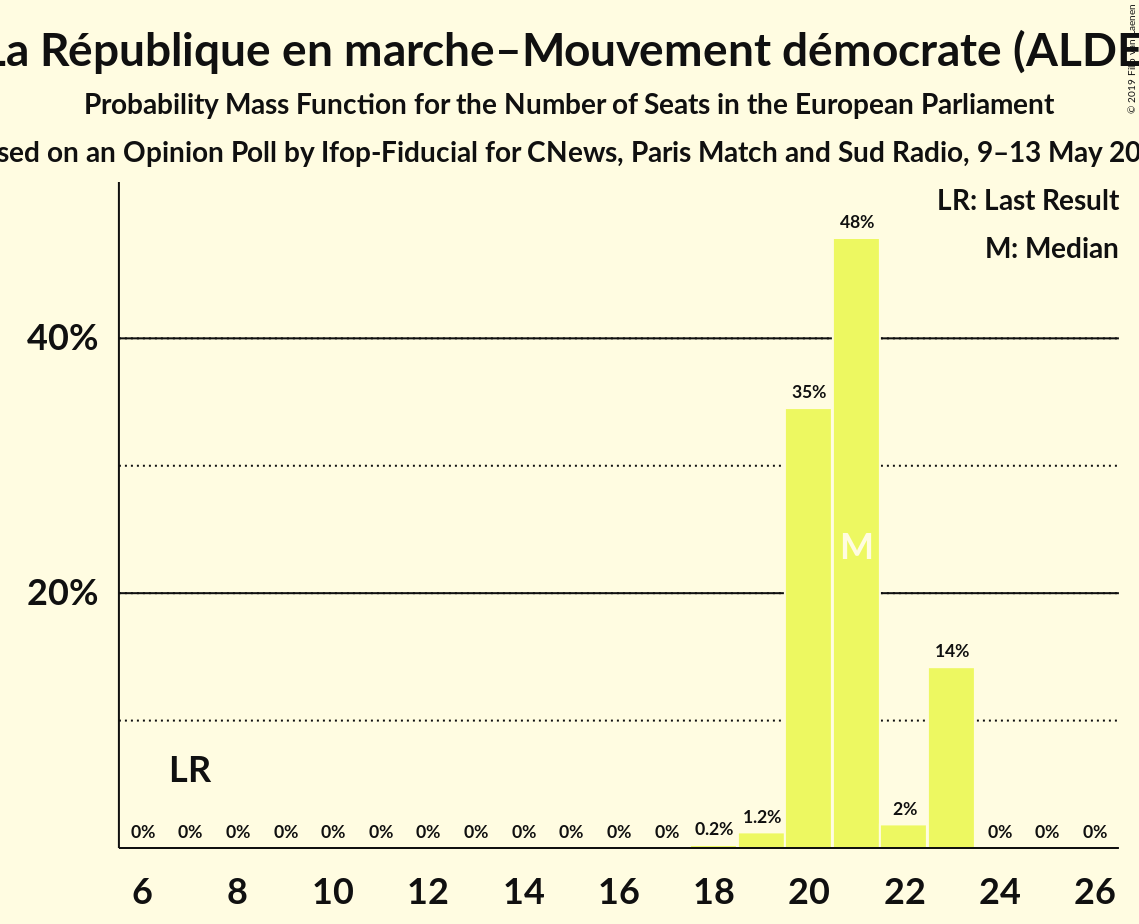 La République en marche–Mouvement démocrate (ALDE
Probability Mass Function for the Number of Seats in the European Parliament
sed on an Opinion Poll by Ifop-Fiducial for CNews, Paris Match and Sud Radio, 9–13 May 20
LR: Last Result
M: Median
48%
40%
35%
M
20%
14%
LR
0% 0% 0% 0% 0% 0% 0% 0% 0% 0% 0% 0% 0.2% 1.2% 2% 0% 0% 0%
6 8 10 12 14 16 18 20 22 24 26